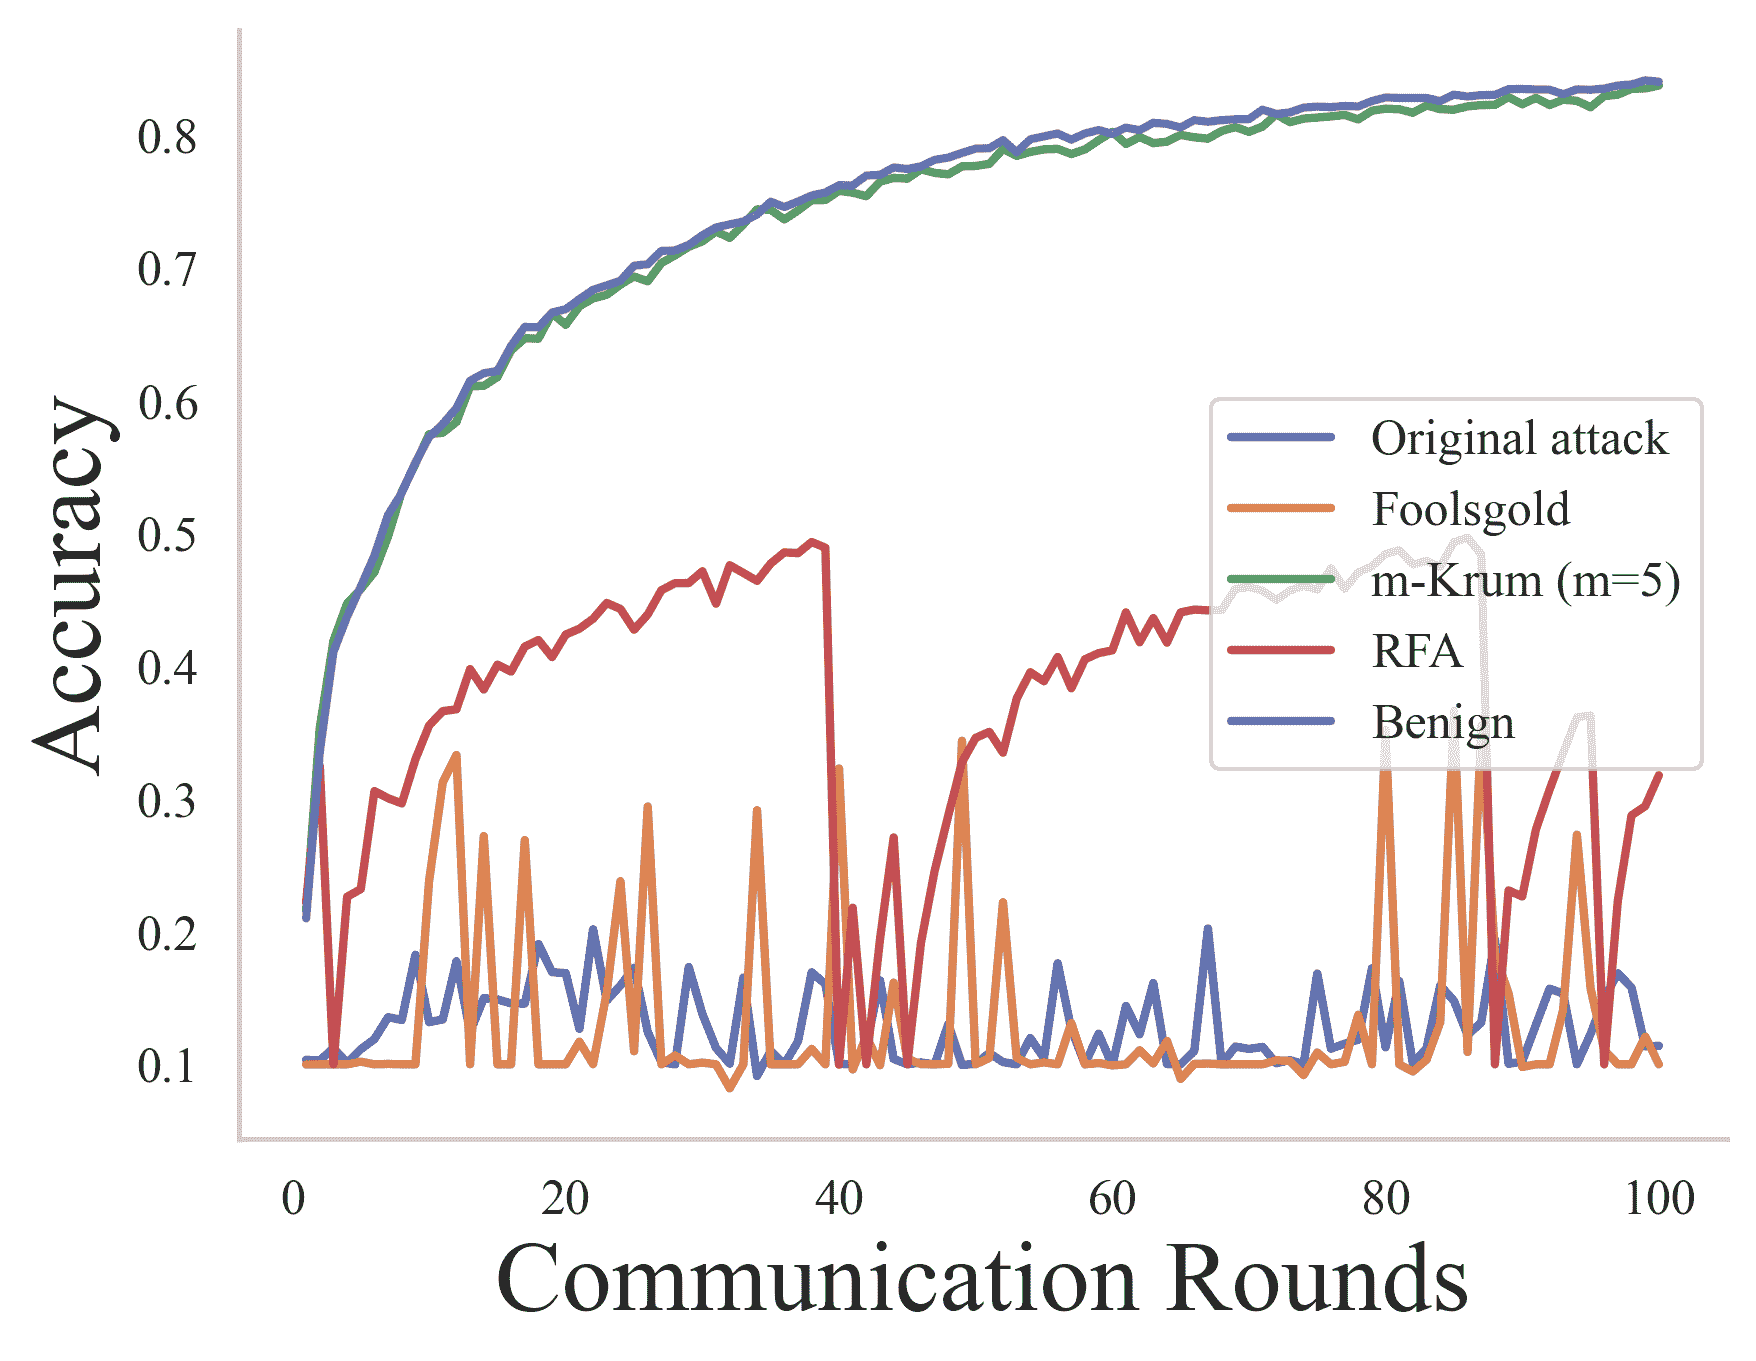 Accuracy
0.8
0.7
0.6
0.5
0.4
0.3
0.2
0.1
Original attack
Foolsgold
m-Krum (m=5)
RFA
Benign
0 20 40 60 80 100
Communication Rounds